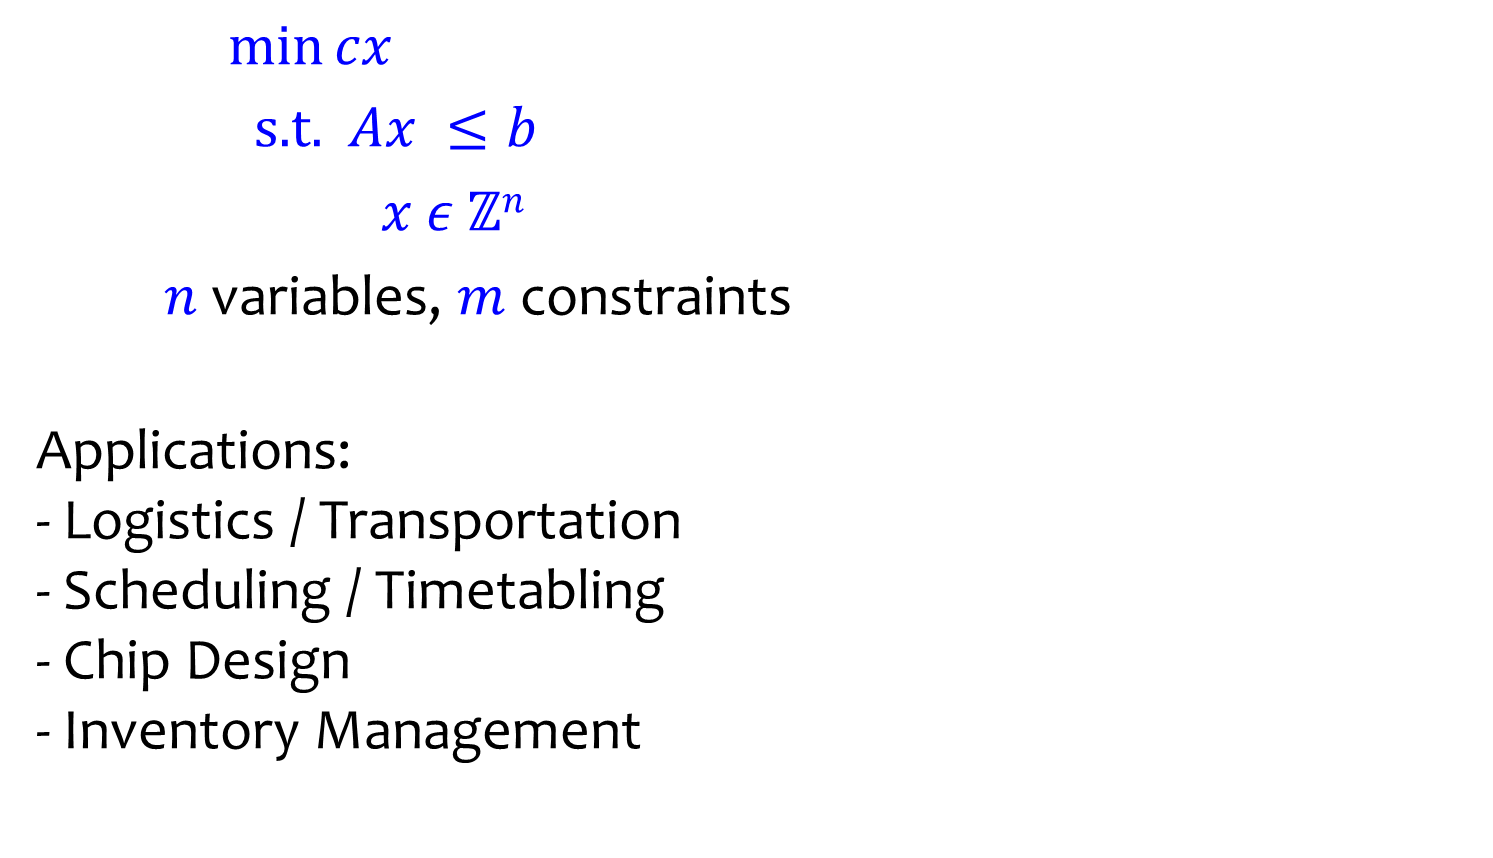 min cx
s.t. Ax ≤ b
x ϵ ℤⁿ
n variables, m constraints
Applications:
- Logistics / Transportation
- Scheduling / Timetabling
- Chip Design
- Inventory Management